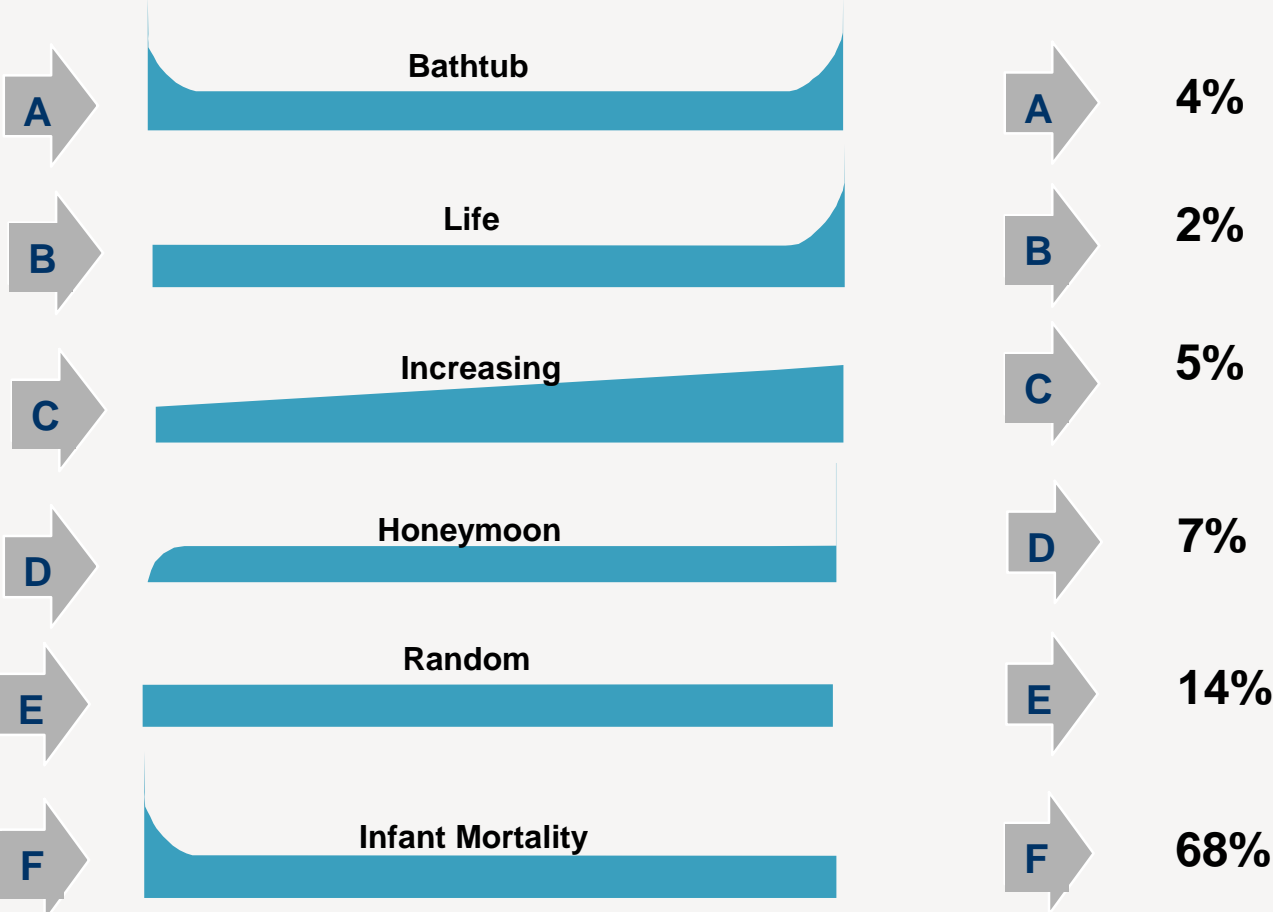 Bathtub
A
A
4%
Life
B
B
2%
Increasing
C
C
5%
Honeymoon
D
D
7%
Random
E
E
14%
Infant Mortality
F
F
68%